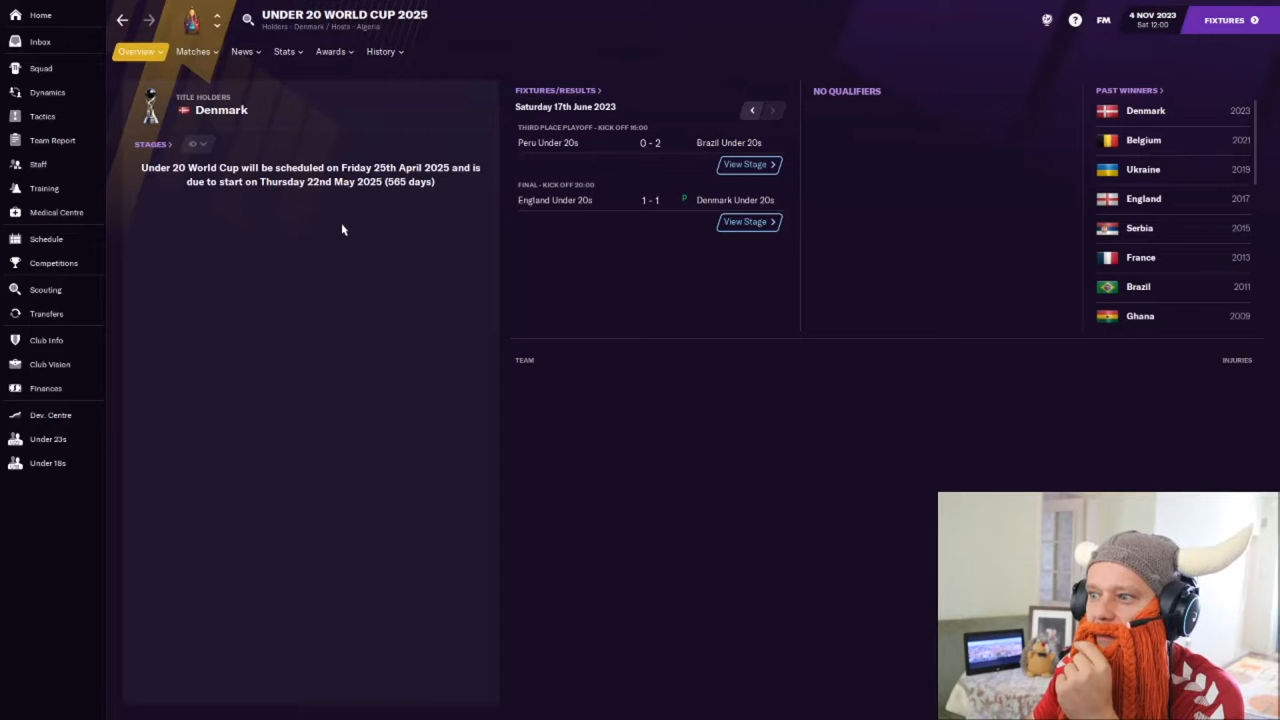 Home
Inbox
Squad
Dynamics
Tactics
Team Report
Staff
Training
Medical Centre
Schedule
Competitions
Scouting
Transfers
Club Info
Club Vision
Finances
Dev. Centre
Under 23s
Under 18s
UNDER 20 WORLD CUP 2025
Holders - Denmark / Hosts - Algeria
FM
4 NOV 2023
Sat 12:00
FIXTURES
Overview
Matches
News
Stats
Awards
History
TITLE HOLDERS
Denmark
STAGES >
Under 20 World Cup will be scheduled on Friday 25th April 2025 and is
due to start on Thursday 22nd May 2025 (565 days)
FIXTURES/RESULTS >
Saturday 17th June 2023
THIRD PLACE PLAYOFF - KICK OFF 16:00
Peru Under 20s 0 - 2 Brazil Under 20s
View Stage >
FINAL - KICK OFF 20:00
England Under 20s 1 - 1 P Denmark Under 20s
View Stage >
NO QUALIFIERS
PAST WINNERS >
Denmark 2023
Belgium 2021
Ukraine 2019
England 2017
Serbia 2015
France 2013
Brazil 2011
Ghana 2009
TEAM INJURIES